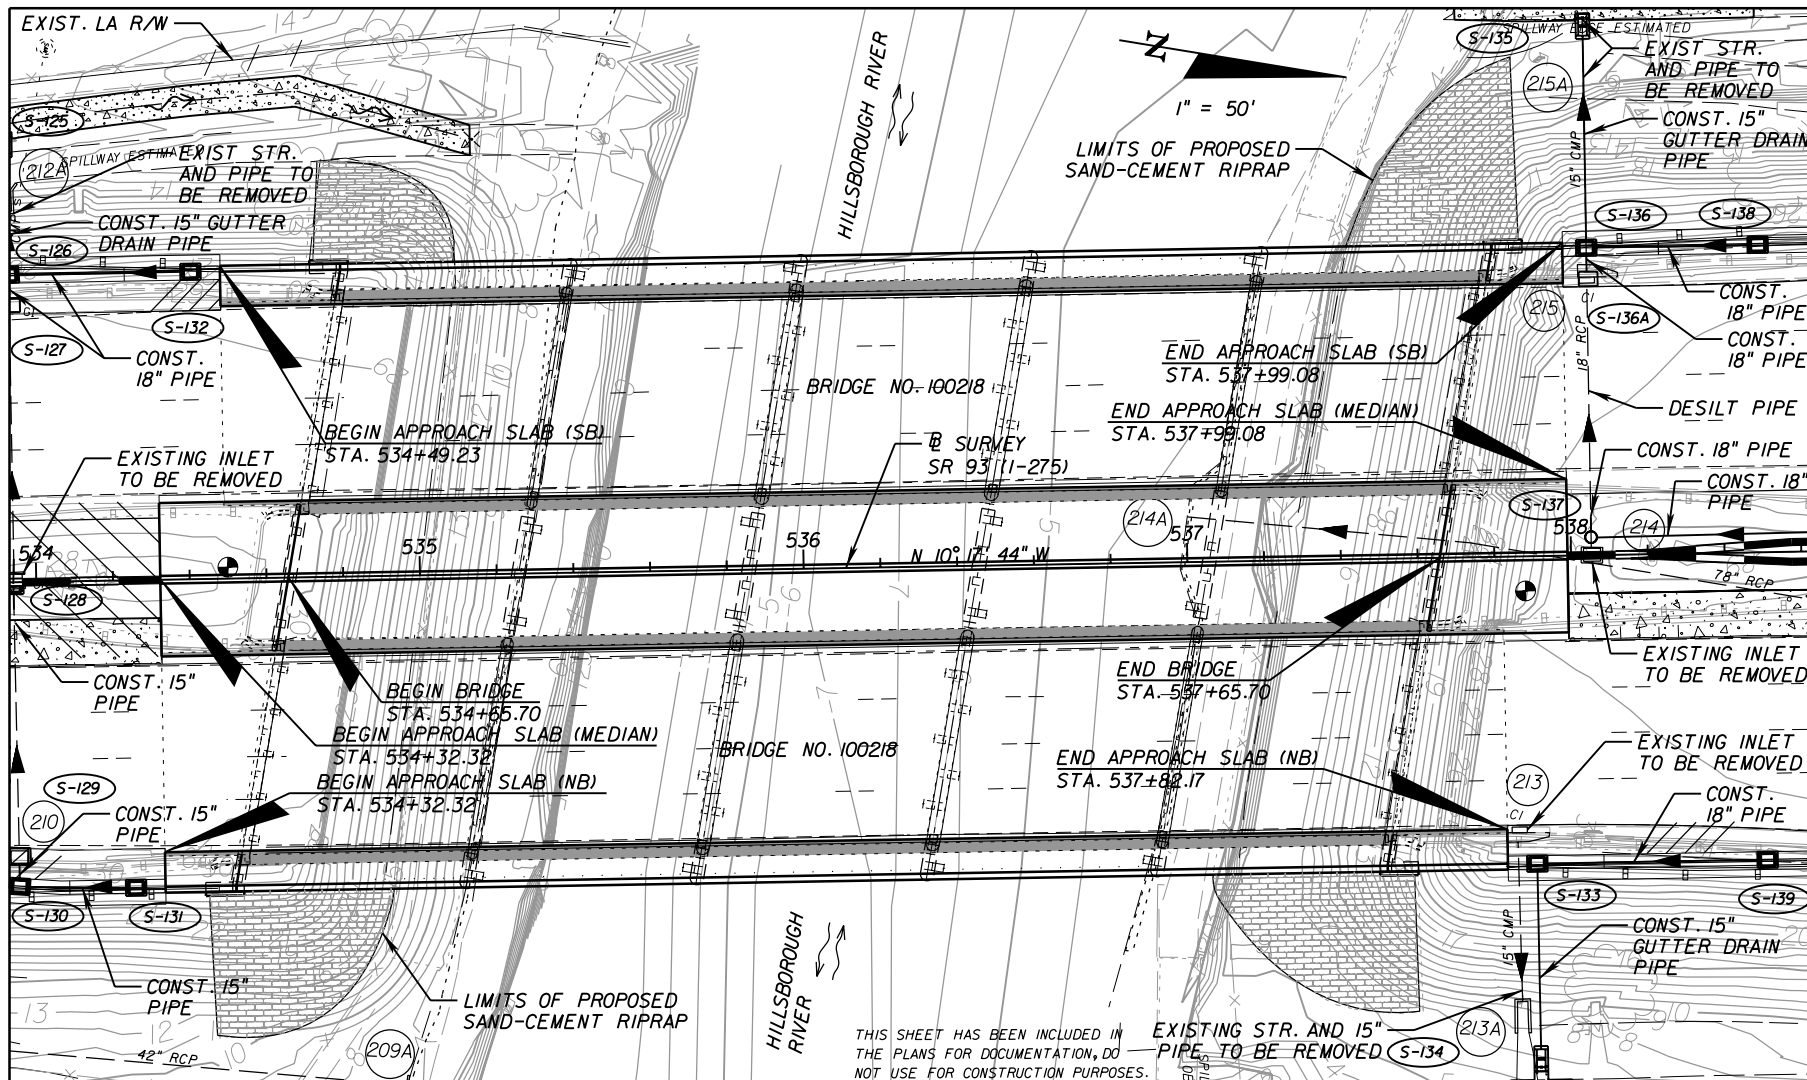 EXIST. LA R/W
S-125
212A
SPILLWAY ESTIMATED
EXIST STR.
AND PIPE TO
BE REMOVED
CONST. 15" GUTTER
DRAIN PIPE
S-126
S-132
S-127
CONST.
18" PIPE
HILLSBOROUGH RIVER
N
1" = 50'
LIMITS OF PROPOSED
SAND-CEMENT RIPRAP
S-135
SPILLWAY EDGE ESTIMATED
215A
EXIST STR.
AND PIPE TO
BE REMOVED
CONST. 15"
GUTTER DRAIN
PIPE
15" CMP
S-136
S-138
CONST.
18" PIPE
CI
215
S-136A
CONST.
18" PIPE
18" RCP
DESILT PIPE
END APPROACH SLAB (SB)
STA. 537+99.08
BRIDGE NO. 100218
END APPROACH SLAB (MEDIAN)
STA. 537+99.08
BEGIN APPROACH SLAB (SB)
STA. 534+49.23
B SURVEY
SR 93 (I-275)
EXISTING INLET
TO BE REMOVED
CONST. 18" PIPE
CONST. 18"
PIPE
S-137
214A
214
534
535
536
537
538
N 10° 17' 44" W
78" RCP
S-128
CONST. 15"
PIPE
BEGIN BRIDGE
STA. 534+65.70
END BRIDGE
STA. 537+65.70
EXISTING INLET
TO BE REMOVED
BEGIN APPROACH SLAB (MEDIAN)
STA. 534+32.32
BRIDGE NO. 100218
END APPROACH SLAB (NB)
STA. 537+82.17
EXISTING INLET
TO BE REMOVED
BEGIN APPROACH SLAB (NB)
STA. 534+32.32
S-129
210
CONST. 15"
PIPE
213
CI
CONST.
18" PIPE
S-130
S-131
S-133
S-139
CONST. 15"
PIPE
LIMITS OF PROPOSED
SAND-CEMENT RIPRAP
HILLSBOROUGH
RIVER
15" CMP
CONST. 15"
GUTTER DRAIN
PIPE
42" RCP
209A
THIS SHEET HAS BEEN INCLUDED IN
THE PLANS FOR DOCUMENTATION, DO
NOT USE FOR CONSTRUCTION PURPOSES.
EXISTING STR. AND 15"
PIPE TO BE REMOVED
S-134
213A